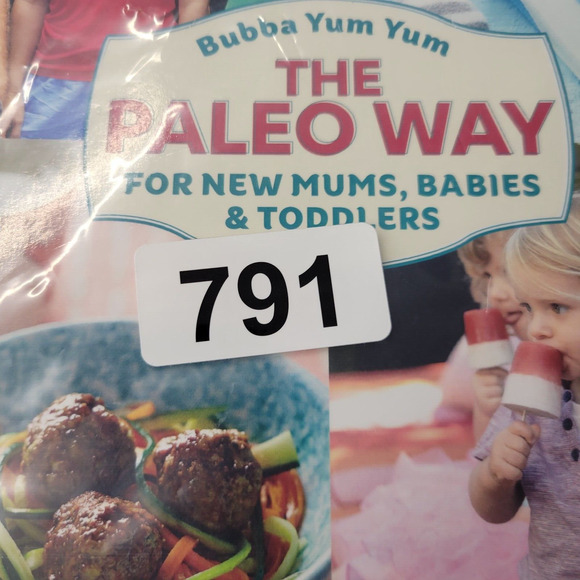 Bubba Yum Yum
THE
PALEO WAY
FOR NEW MUMS, BABIES
& TODDLERS
791